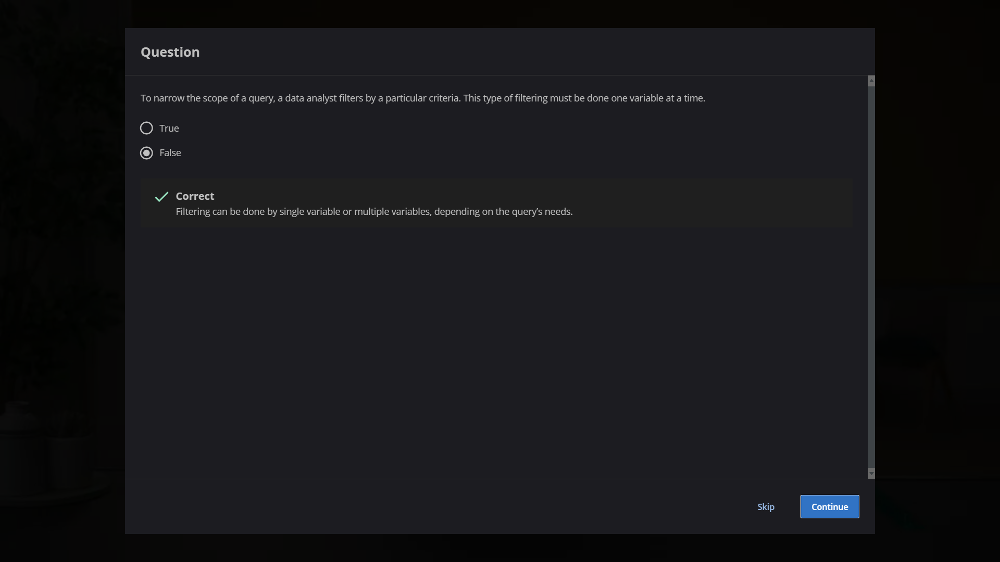 Question
To narrow the scope of a query, a data analyst filters by a particular criteria. This type of filtering must be done one variable at a time.
True
False
Correct
Filtering can be done by single variable or multiple variables, depending on the query’s needs.
Skip
Continue